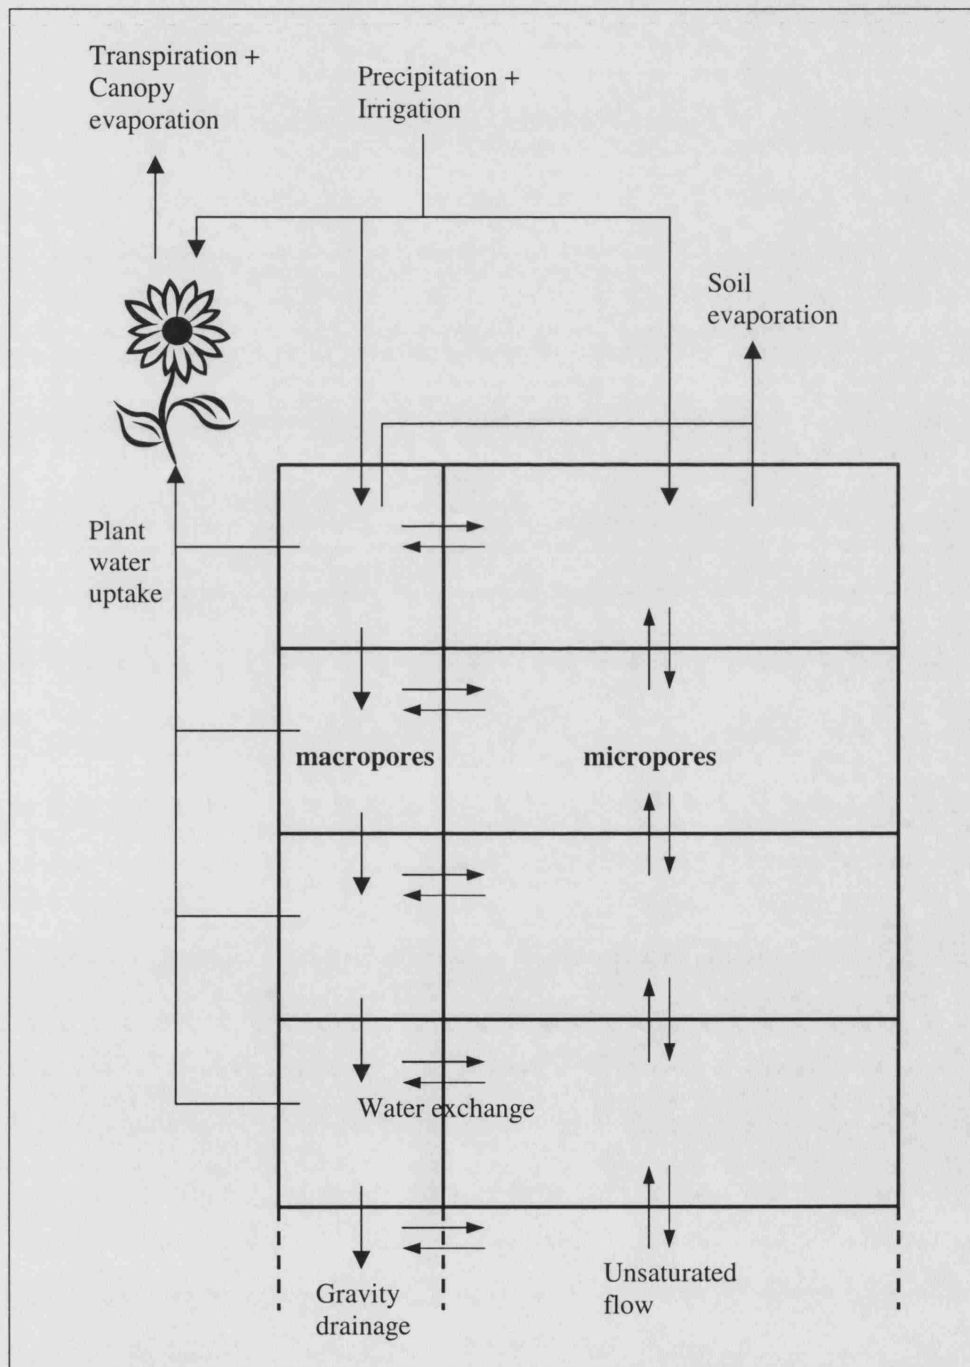 Transpiration +
Canopy
evaporation
Precipitation +
Irrigation
Soil
evaporation
Plant
water
uptake
macropores
micropores
Water exchange
Gravity
drainage
Unsaturated
flow